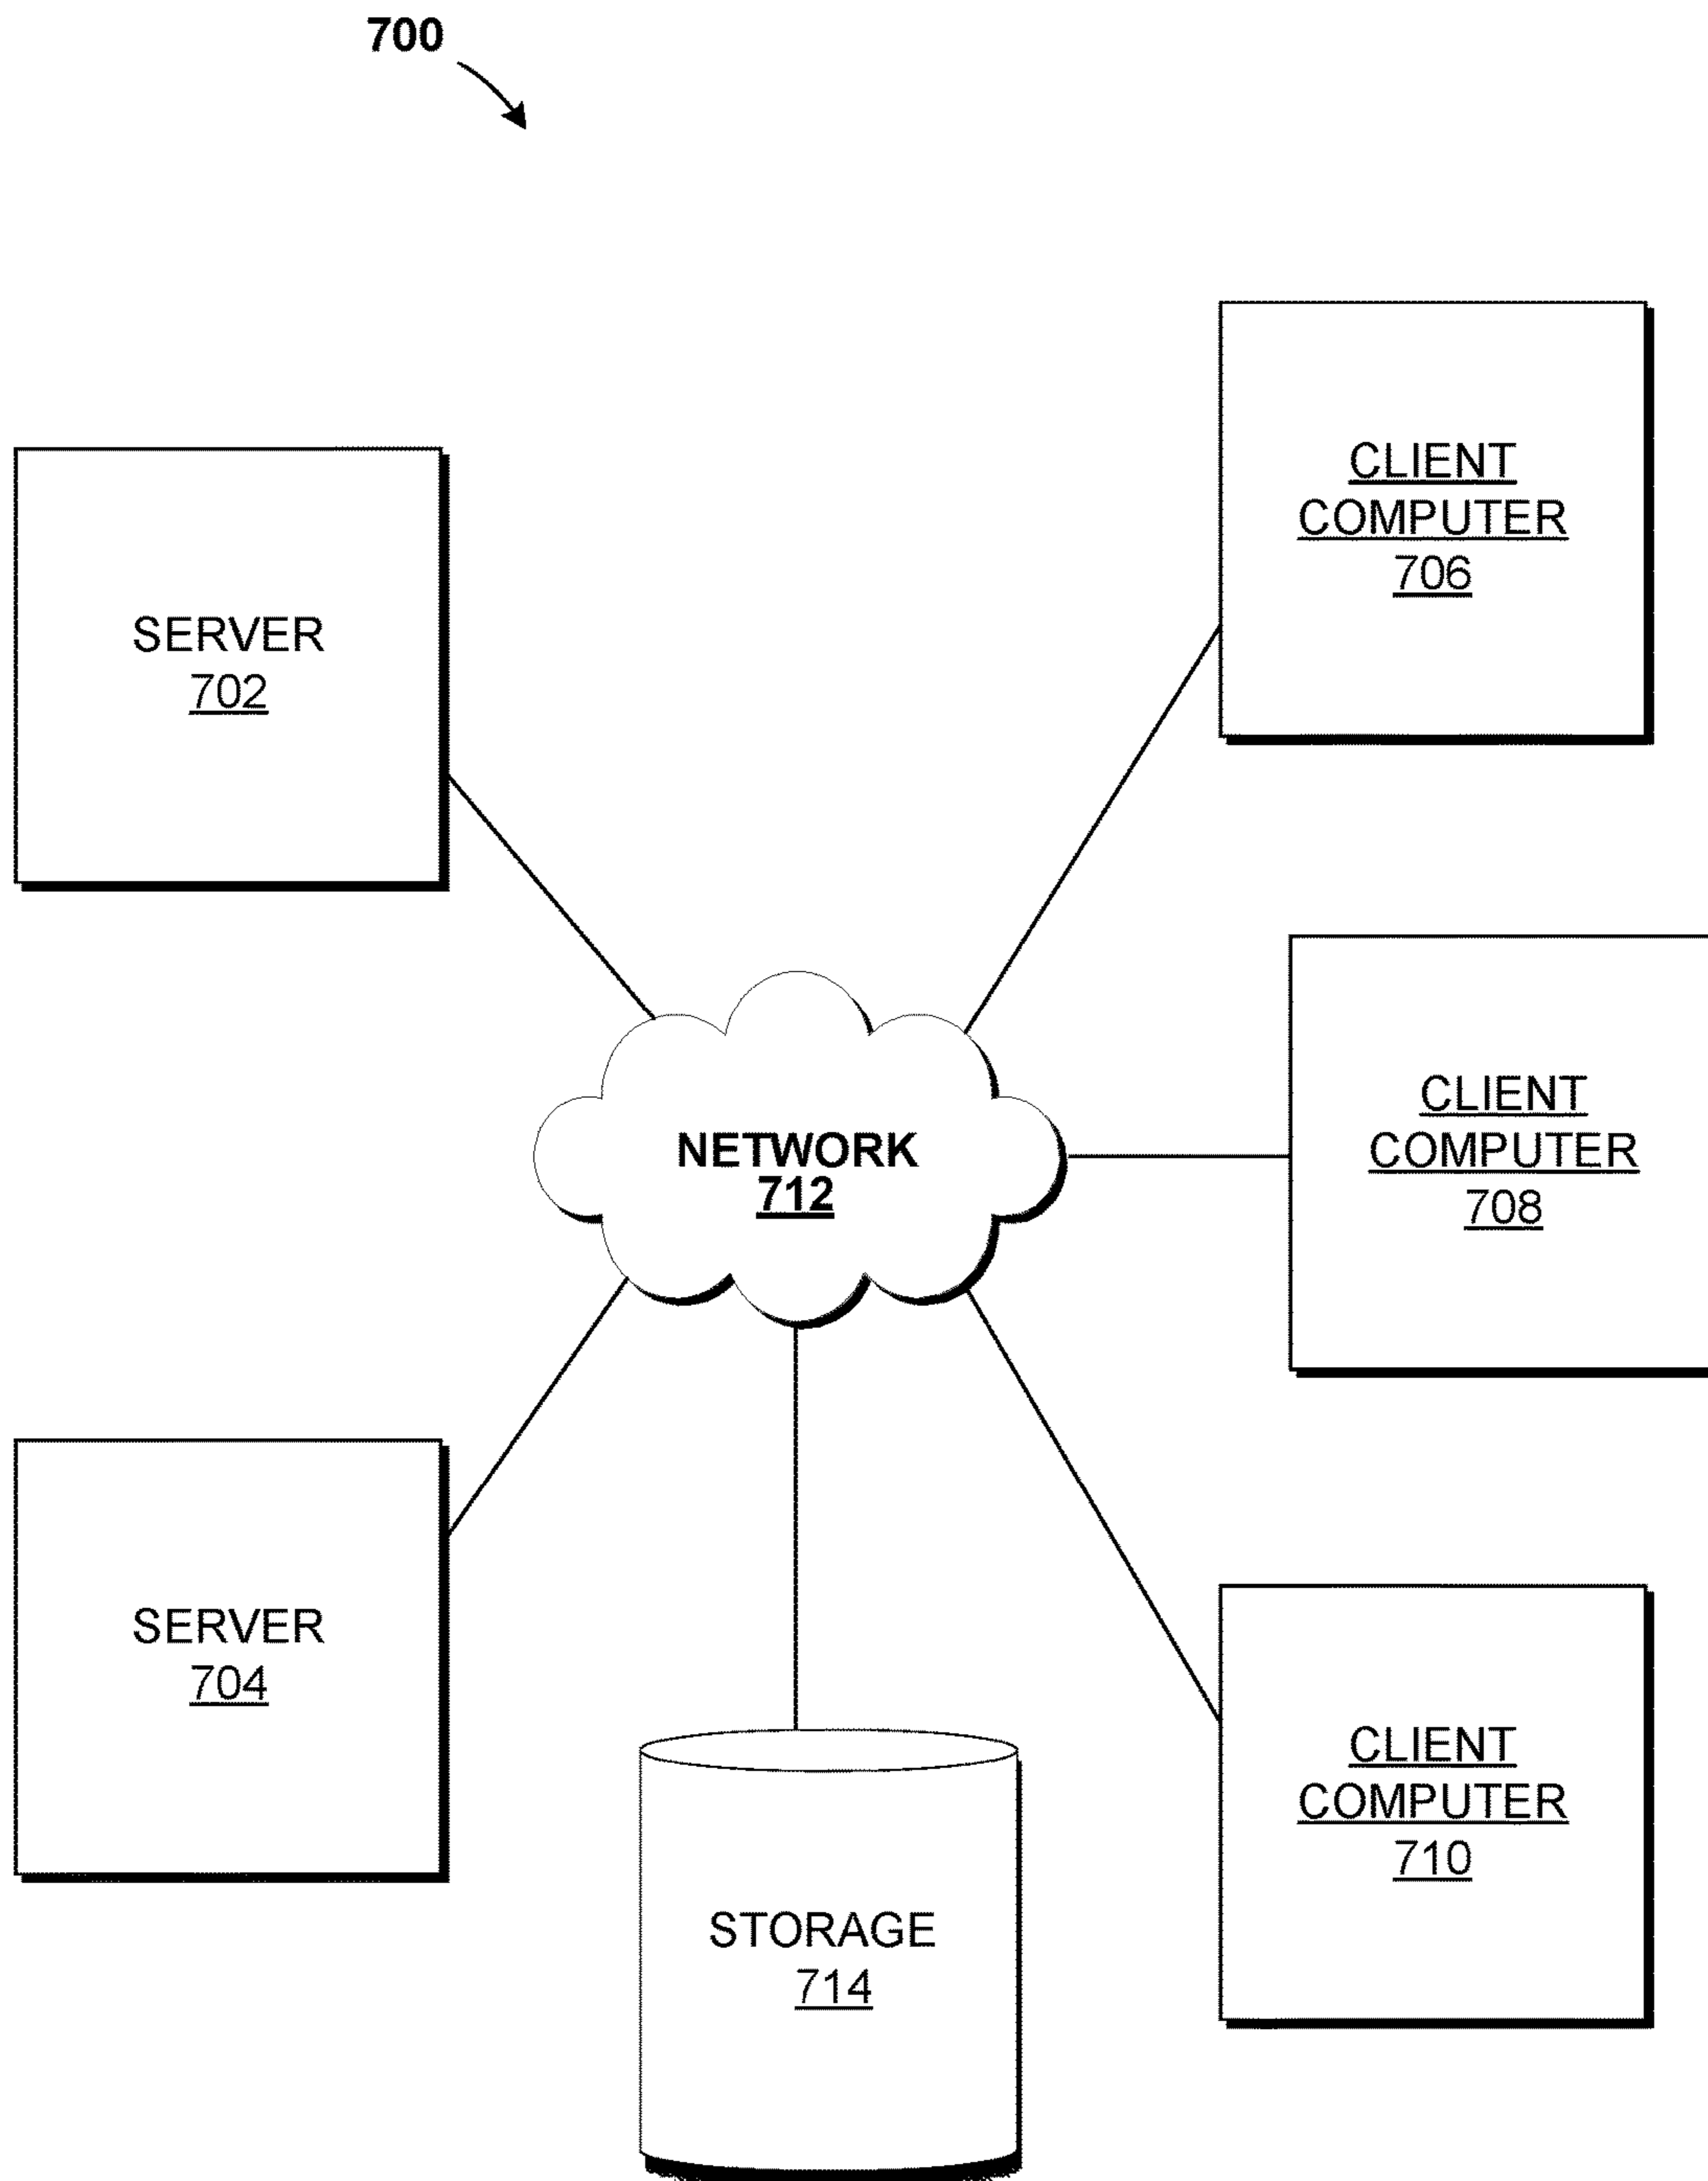 700
CLIENT
COMPUTER
706
SERVER
702
CLIENT
COMPUTER
708
NETWORK
712
SERVER
704
CLIENT
COMPUTER
710
STORAGE
714